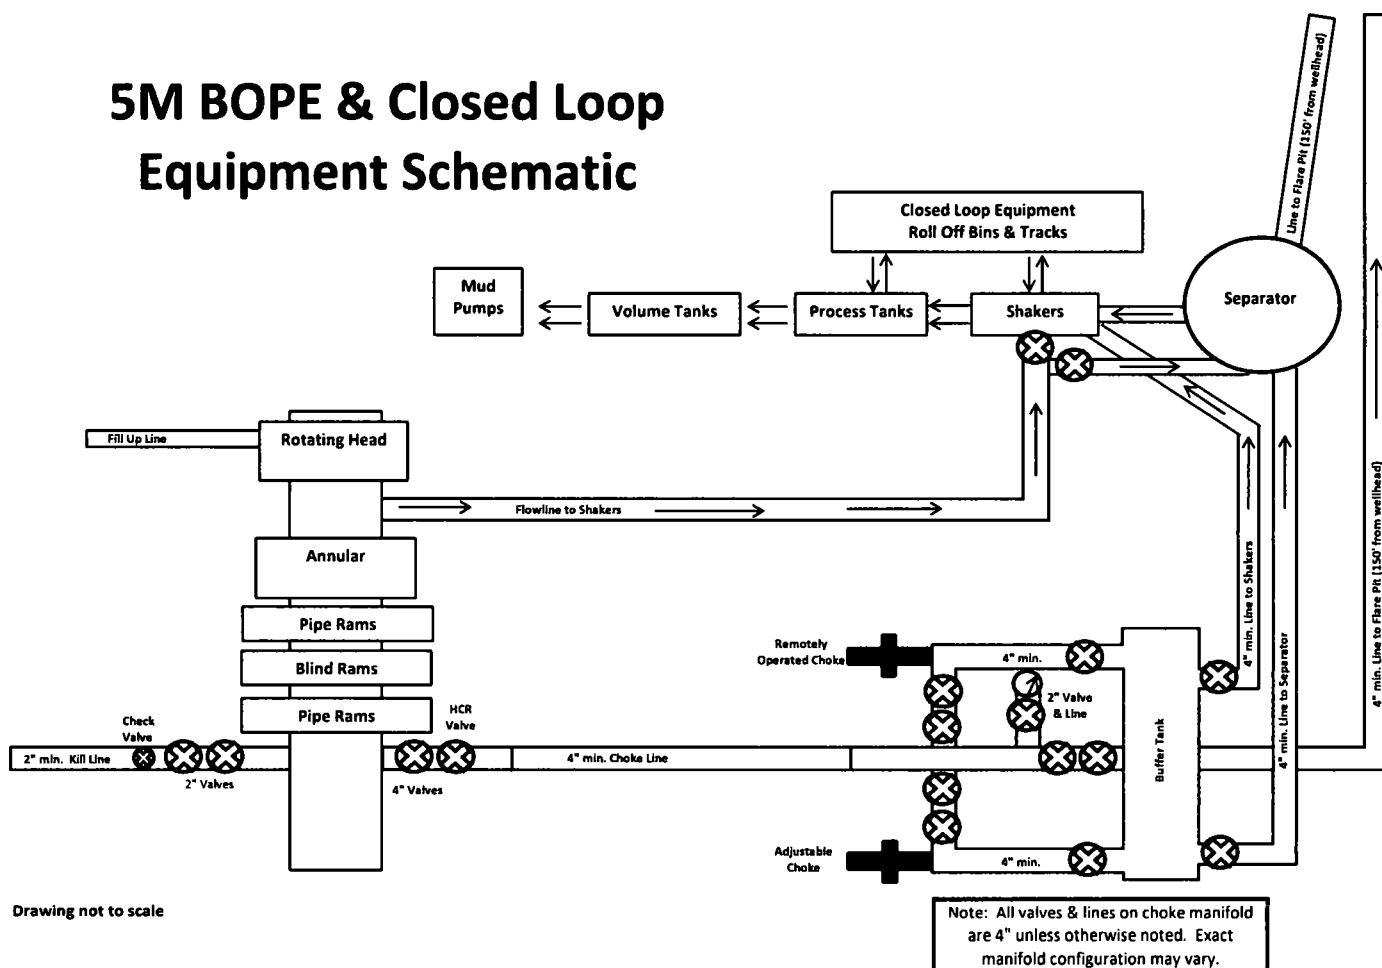 5M BOPE & Closed Loop
Equipment Schematic
Line to Flare Pit (150' from wellhead)
Closed Loop Equipment
Roll Off Bins & Tracks
Mud
Pumps
Volume Tanks
Process Tanks
Shakers
Separator
Fill Up Line
Rotating Head
Flowline to Shakers
Annular
Pipe Rams
Blind Rams
Pipe Rams
Check
Valve
HCR
Valve
2" min. Kill Line
2" Valves
4" Valves
4" min. Choke Line
Remotely
Operated Choke
4" min.
2" Valve
& Line
Buffer Tank
Adjustable
Choke
4" min.
4" min. Line to Shakers
4" min. Line to Separator
4" min. Line to Flare Pit (150' from wellhead)
Drawing not to scale
Note: All valves & lines on choke manifold
are 4" unless otherwise noted. Exact
manifold configuration may vary.